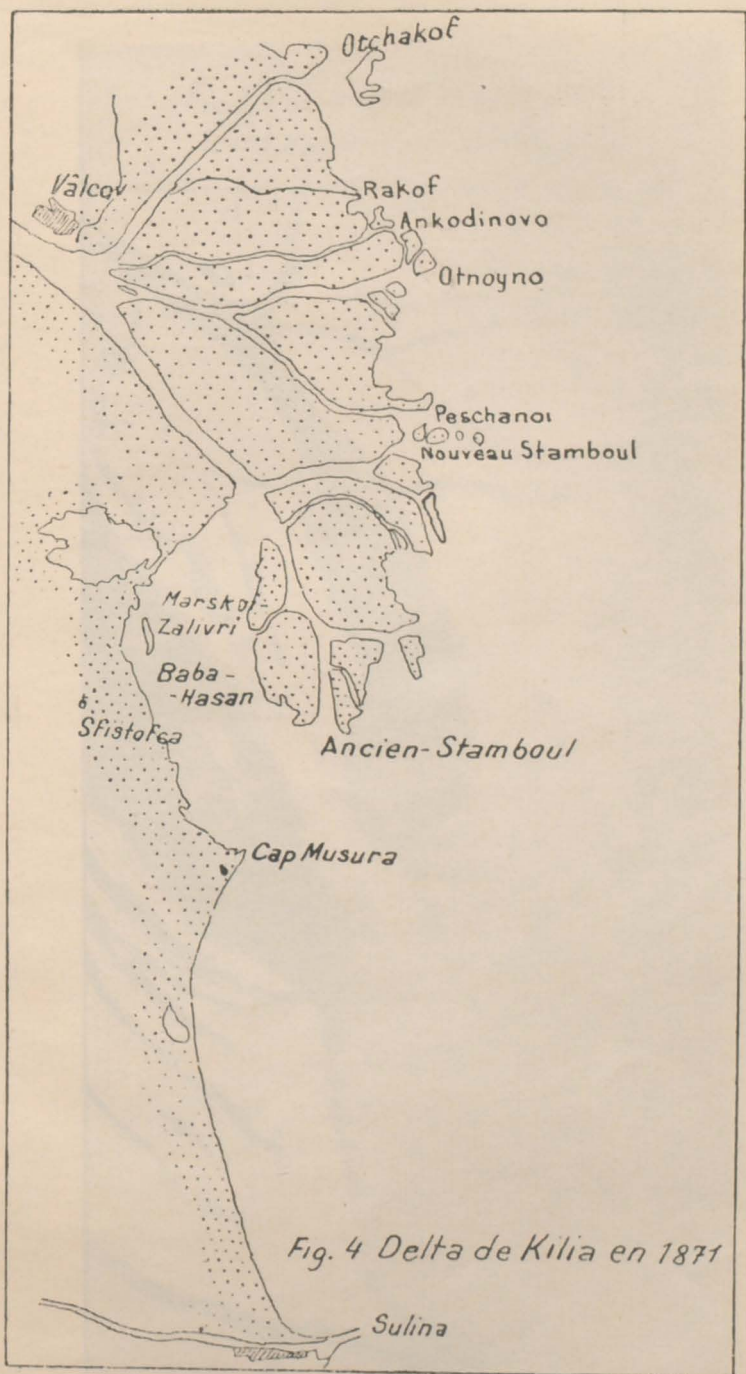 Otchakof
Vâlcov
Rakof
Ankodinovo
Otnoyno
Peschanoi
Nouveau Stamboul
Marskoi-
Zalivri
Baba-
-Hasan
Sfistofca
Ancien-Stamboul
Cap Musura
Fig. 4 Delta de Kilia en 1871
Sulina